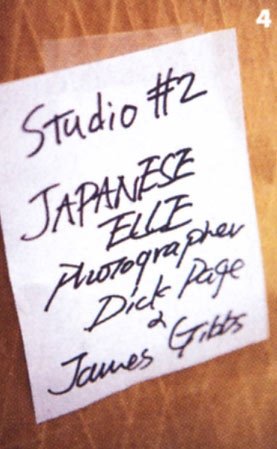 4
Studio #2
JAPANESE
ELLE
photographer
Dick Page
&
James Gibbs